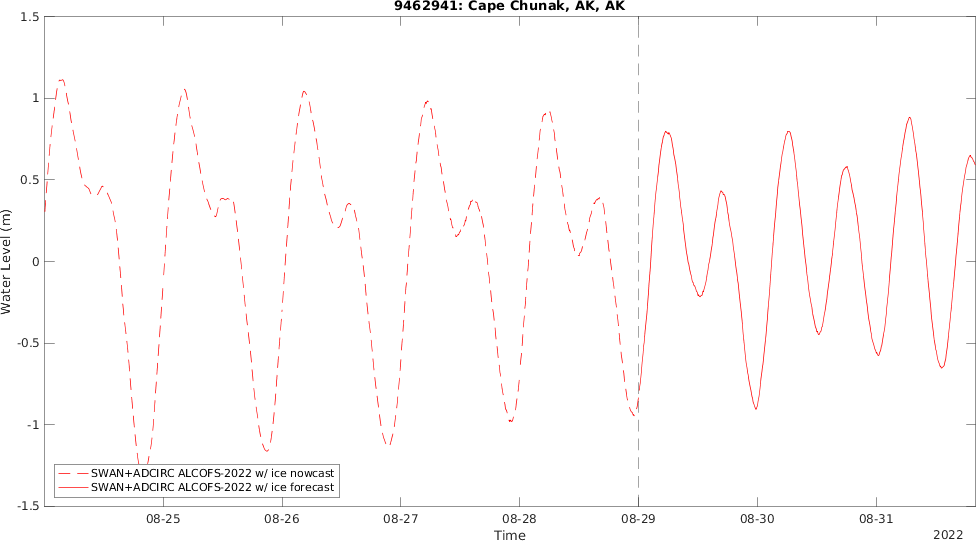 9462941: Cape Chunak, AK, AK
1.5
1
0.5
0
-0.5
-1
-1.5
Water Level (m)
SWAN+ADCIRC ALCOFS-2022 w/ ice nowcast
SWAN+ADCIRC ALCOFS-2022 w/ ice forecast
08-25 08-26 08-27 08-28 08-29 08-30 08-31
Time
2022